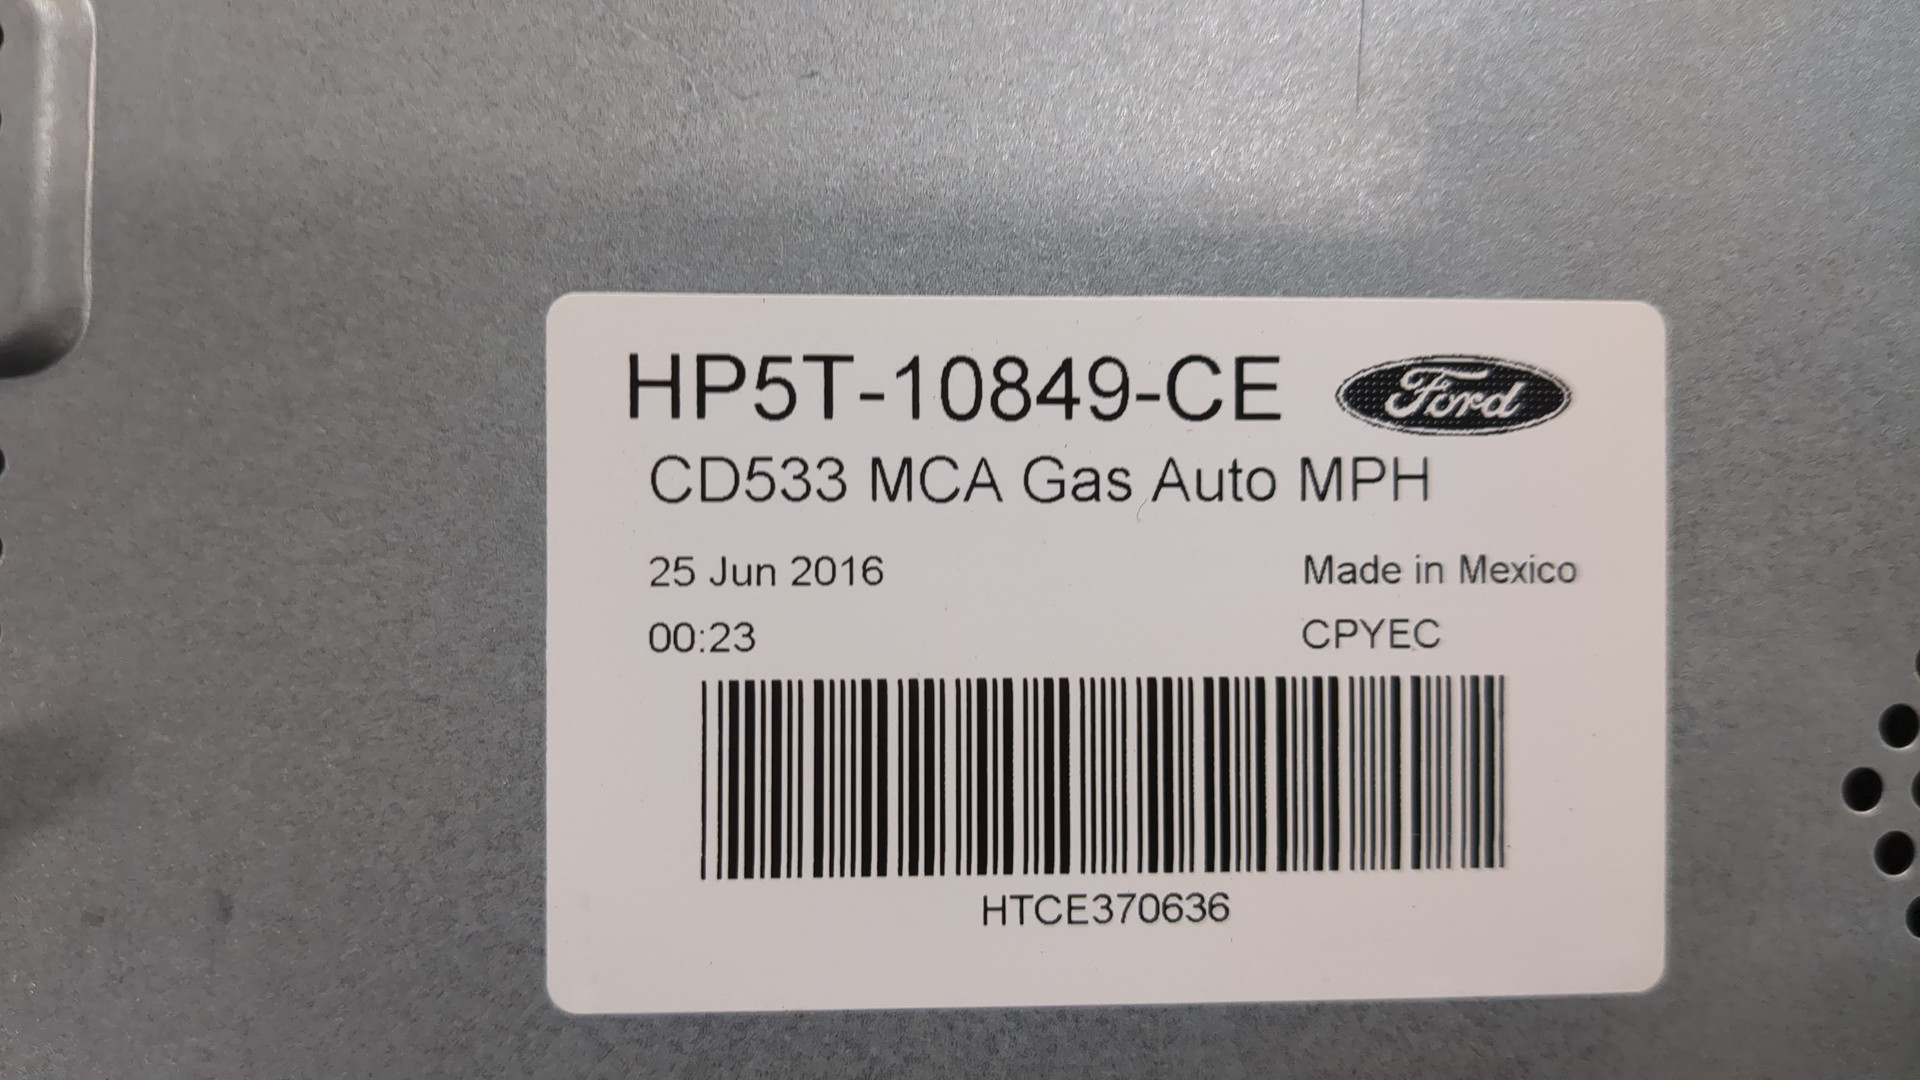 HP5T-10849-CE Ford
CD533 MCA Gas Auto MPH
25 Jun 2016 Made in Mexico
00:23 CPYEC
HTCE370636